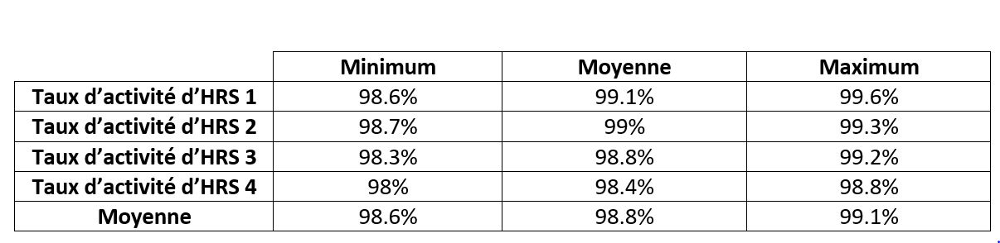 Minimum Moyenne Maximum
Taux d’activité d’HRS 1 98.6% 99.1% 99.6%
Taux d’activité d’HRS 2 98.7% 99% 99.3%
Taux d’activité d’HRS 3 98.3% 98.8% 99.2%
Taux d’activité d’HRS 4 98% 98.4% 98.8%
Moyenne 98.6% 98.8% 99.1%
.